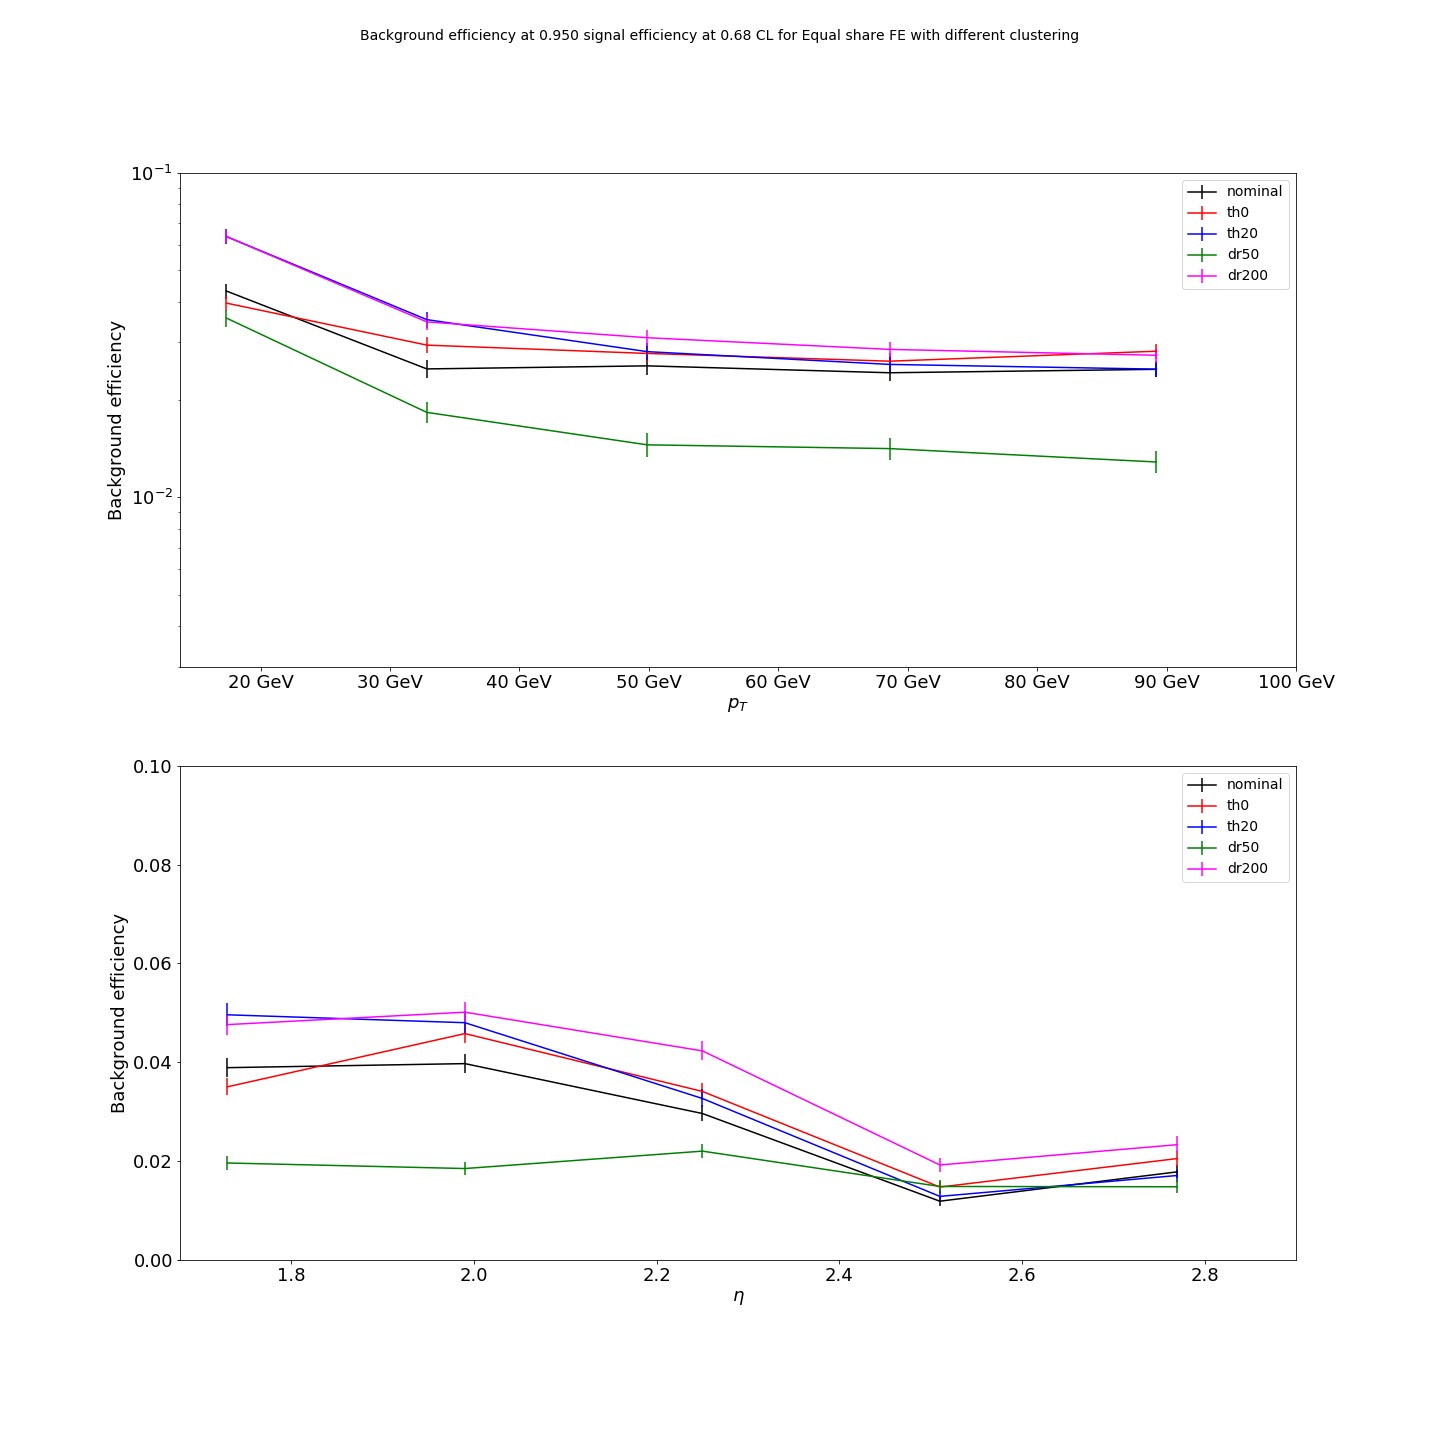 Background efficiency at 0.950 signal efficiency at 0.68 CL for Equal share FE with different clustering
10⁻¹
10⁻²
Background efficiency
nominal
th0
th20
dr50
dr200
20 GeV 30 GeV 40 GeV 50 GeV 60 GeV 70 GeV 80 GeV 90 GeV 100 GeV
p_T
0.10
0.08
0.06
0.04
0.02
0.00
Background efficiency
nominal
th0
th20
dr50
dr200
1.8 2.0 2.2 2.4 2.6 2.8
η